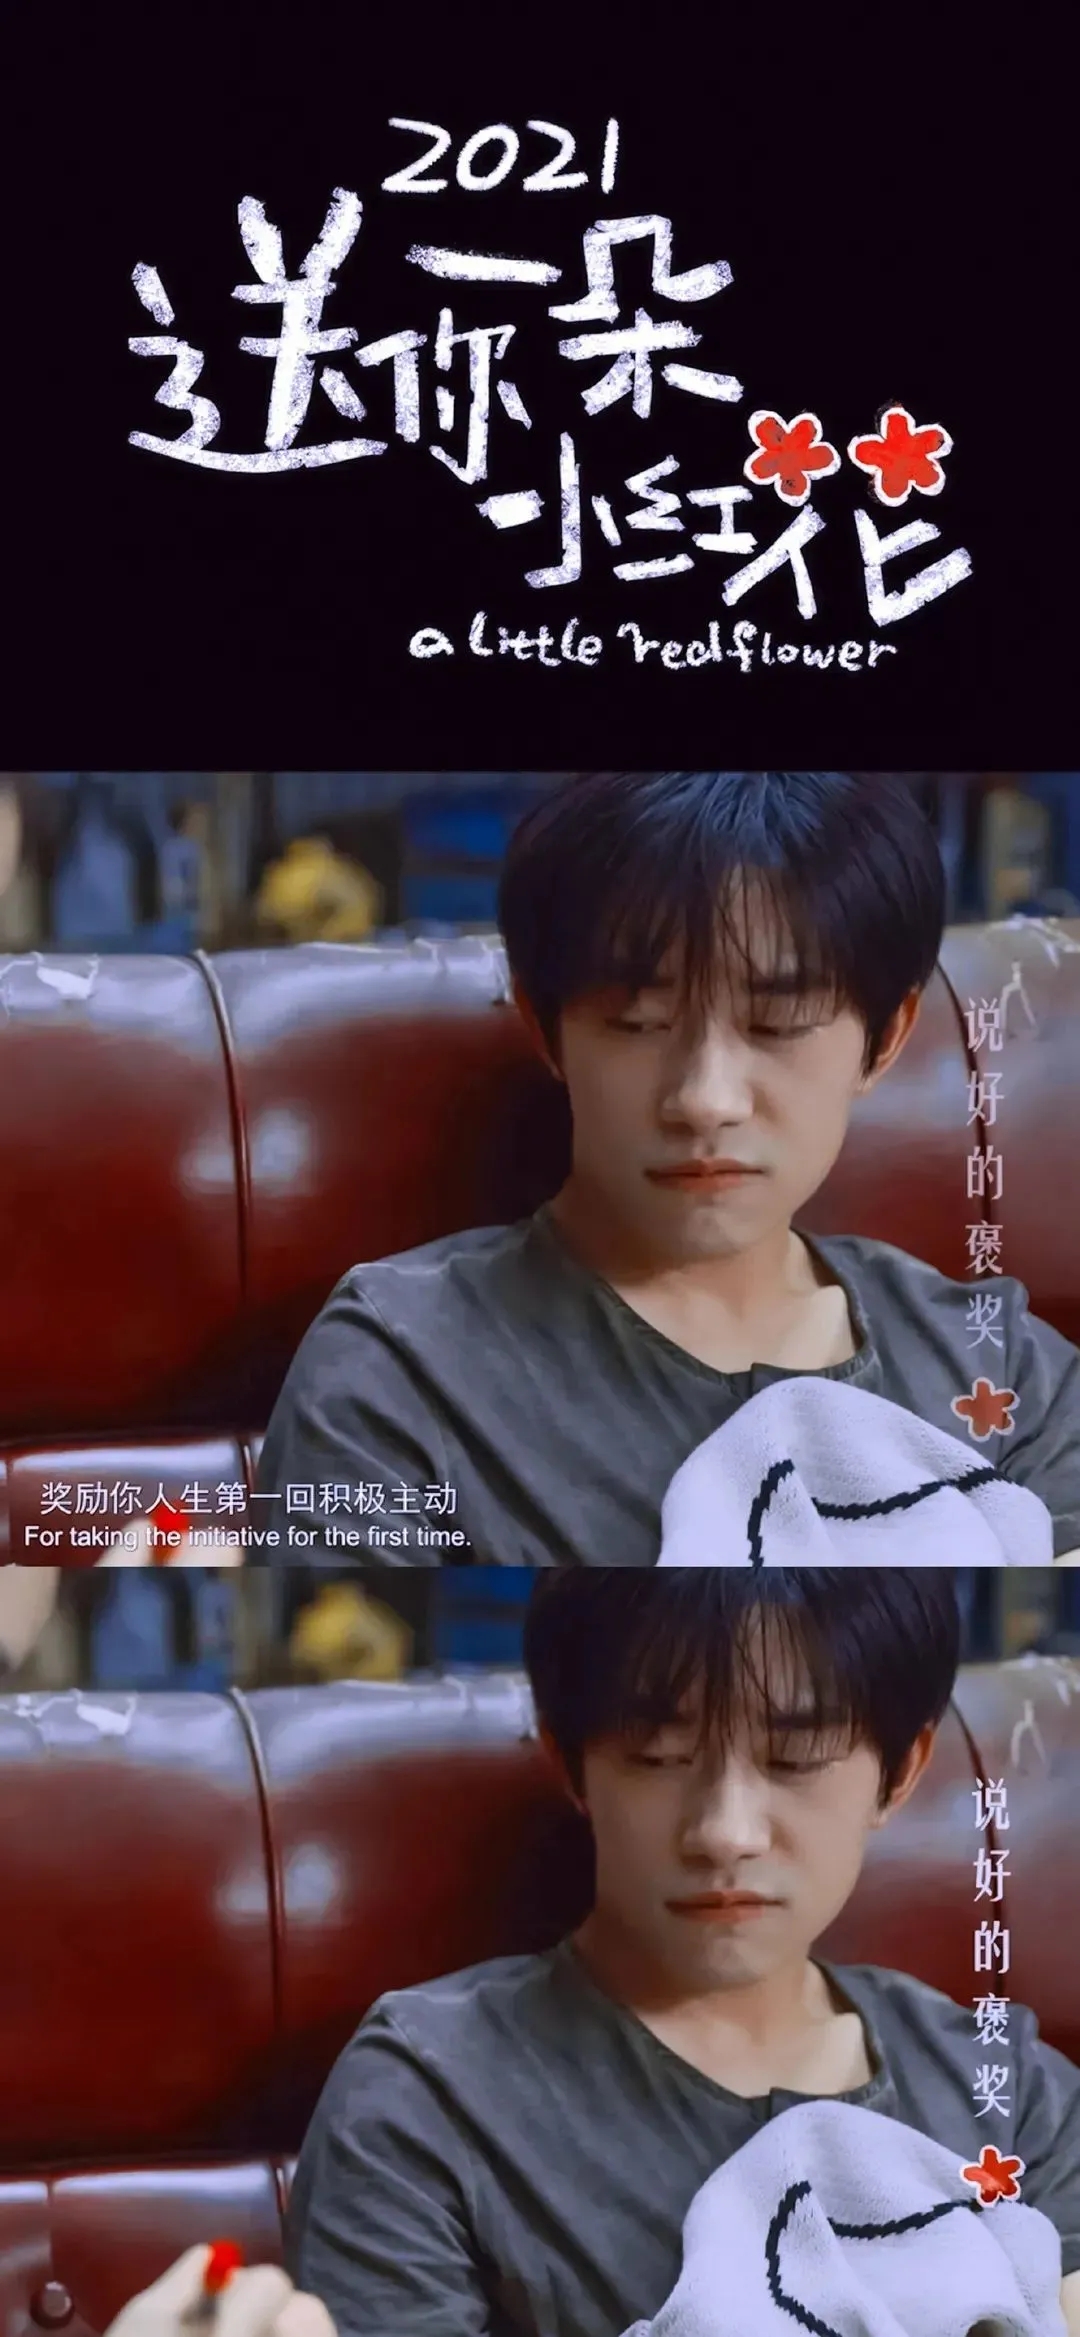 2021
送你一朵
小红花
a little red flower
说好的褒奖
奖励你人生第一回积极主动
For taking the initiative for the first time.
说好的褒奖